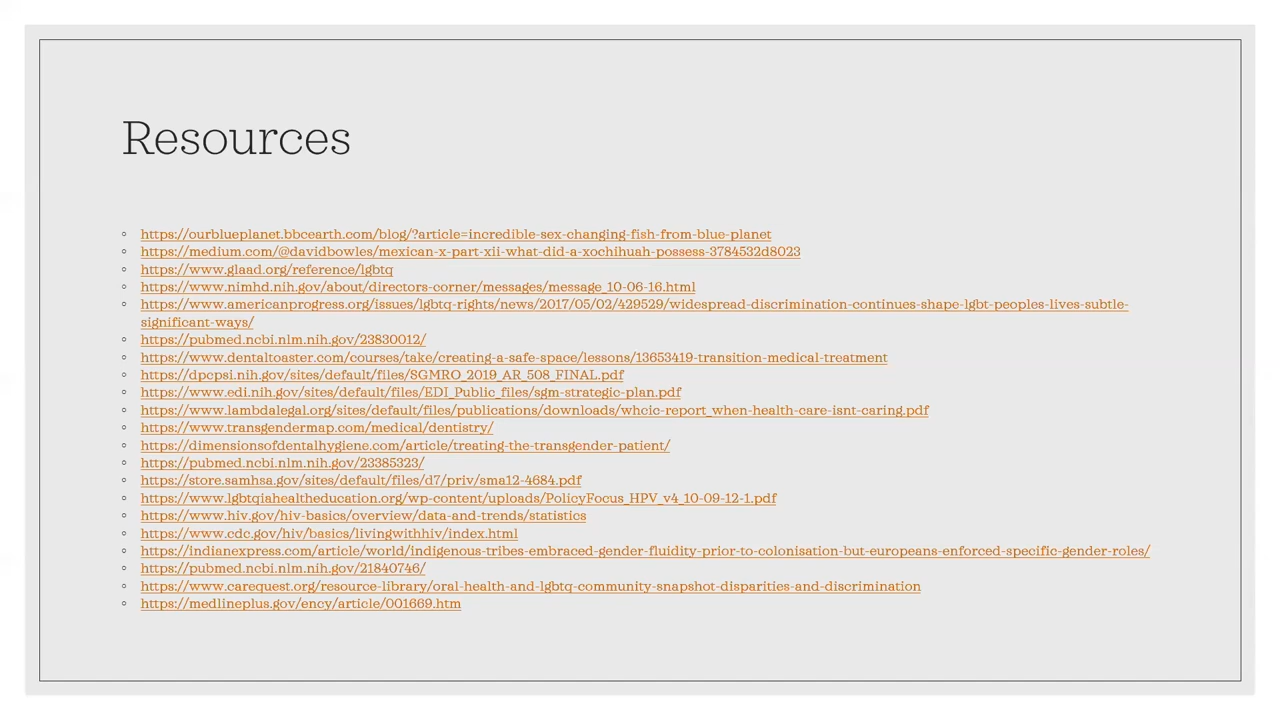 Resources
◦ https://ourblueplanet.bbcearth.com/blog/?article=incredible-sex-changing-fish-from-blue-planet
◦ https://medium.com/@davidbowles/mexican-x-part-xii-what-did-a-xochihuah-possess-3784532d8023
◦ https://www.glaad.org/reference/lgbtq
◦ https://www.nimhd.nih.gov/about/directors-corner/messages/message_10-06-16.html
◦ https://www.americanprogress.org/issues/lgbtq-rights/news/2017/05/02/429529/widespread-discrimination-continues-shape-lgbt-peoples-lives-subtle-
significant-ways/
◦ https://pubmed.ncbi.nlm.nih.gov/23830012/
◦ https://www.dentaltoaster.com/courses/take/creating-a-safe-space/lessons/13653419-transition-medical-treatment
◦ https://dpcpsi.nih.gov/sites/default/files/SGMRO_2019_AR_508_FINAL.pdf
◦ https://www.edi.nih.gov/sites/default/files/EDI_Public_files/sgm-strategic-plan.pdf
◦ https://www.lambdalegal.org/sites/default/files/publications/downloads/whcic-report_when-health-care-isnt-caring.pdf
◦ https://www.transgendermap.com/medical/dentistry/
◦ https://dimensionsofdentalhygiene.com/article/treating-the-transgender-patient/
◦ https://pubmed.ncbi.nlm.nih.gov/23385323/
◦ https://store.samhsa.gov/sites/default/files/d7/priv/sma12-4684.pdf
◦ https://www.lgbtqiahealtheducation.org/wp-content/uploads/PolicyFocus_HPV_v4_10-09-12-1.pdf
◦ https://www.hiv.gov/hiv-basics/overview/data-and-trends/statistics
◦ https://www.cdc.gov/hiv/basics/livingwithhiv/index.html
◦ https://indianexpress.com/article/world/indigenous-tribes-embraced-gender-fluidity-prior-to-colonisation-but-europeans-enforced-specific-gender-roles/
◦ https://pubmed.ncbi.nlm.nih.gov/21840746/
◦ https://www.carequest.org/resource-library/oral-health-and-lgbtq-community-snapshot-disparities-and-discrimination
◦ https://medlineplus.gov/ency/article/001669.htm